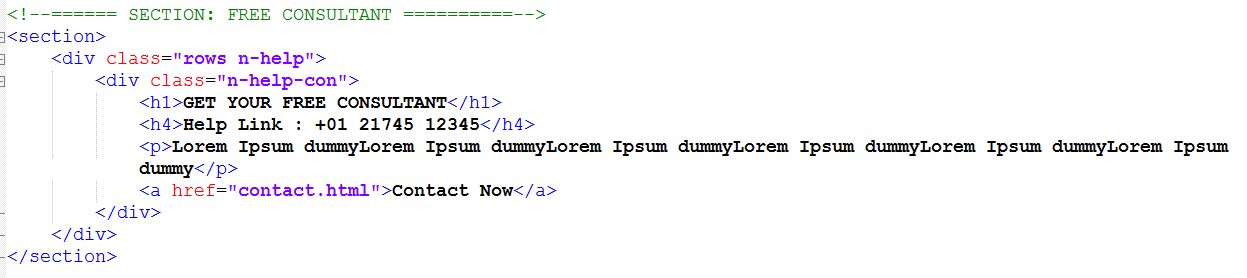 <!--====== SECTION: FREE CONSULTANT ==========-->
<section>
<div class="rows n-help">
<div class="n-help-con">
<h1>GET YOUR FREE CONSULTANT</h1>
<h4>Help Link : +01 21745 12345</h4>
<p>Lorem Ipsum dummyLorem Ipsum dummyLorem Ipsum dummyLorem Ipsum dummyLorem Ipsum dummyLorem Ipsum
dummy</p>
<a href="contact.html">Contact Now</a>
</div>
</div>
</section>